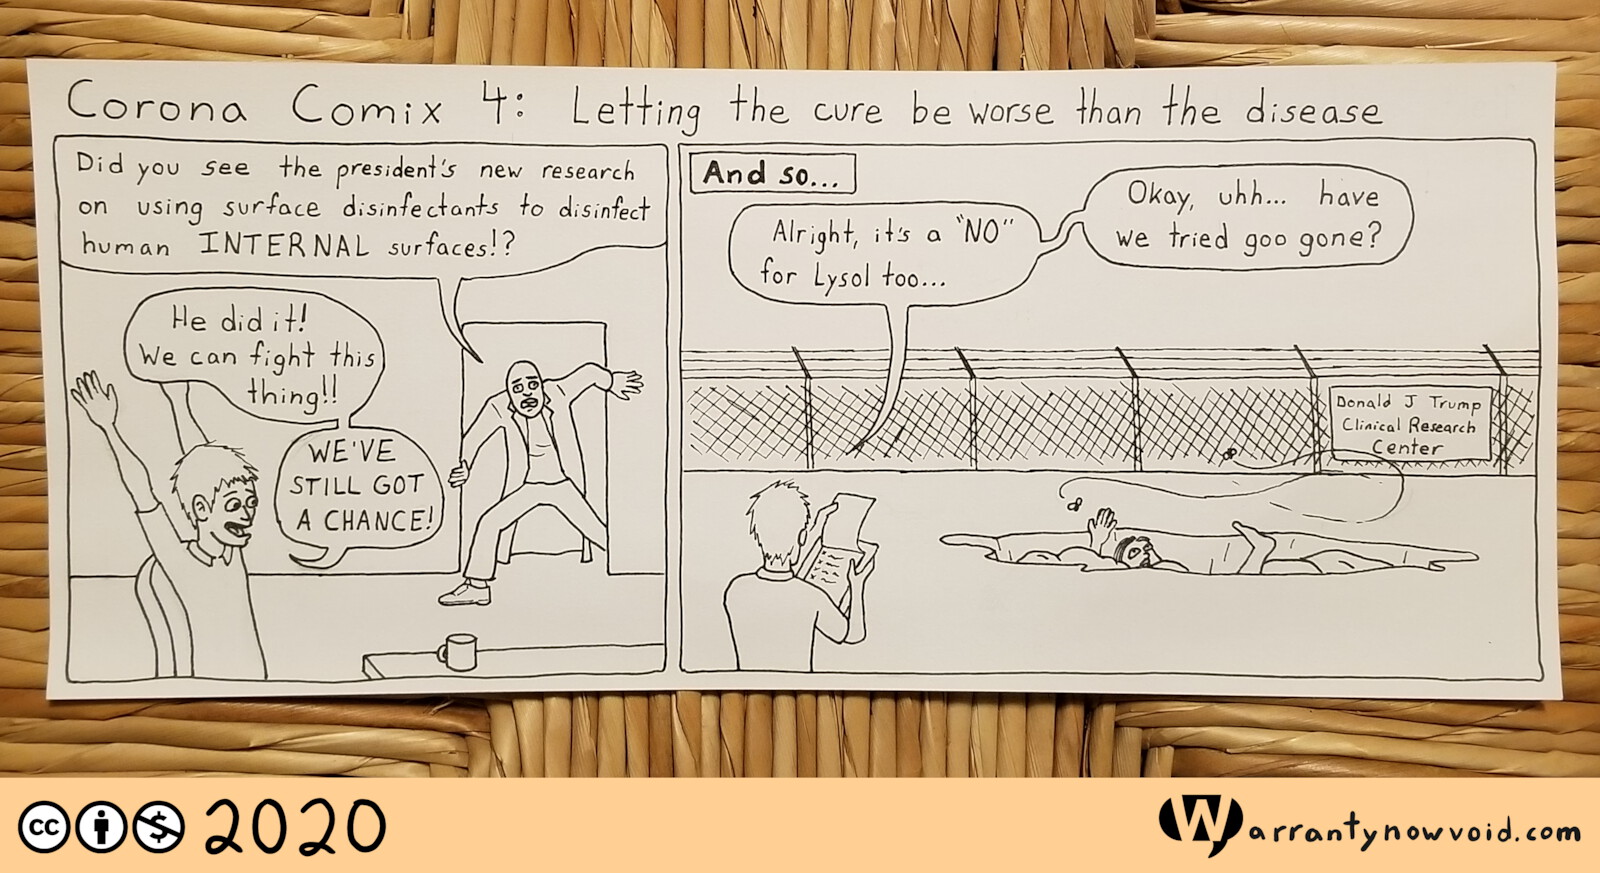 Corona Comix 4: Letting the cure be worse than the disease
Did you see the president's new research
on using surface disinfectants to disinfect
human INTERNAL surfaces!?
He did it!
We can fight this
thing!!
WE'VE
STILL GOT
A CHANCE!
And so...
Alright, it's a "NO"
for Lysol too...
Okay, uhh... have
we tried goo gone?
Donald J Trump
Clinical Research
Center
cc 2020
Warrantynowvoid.com